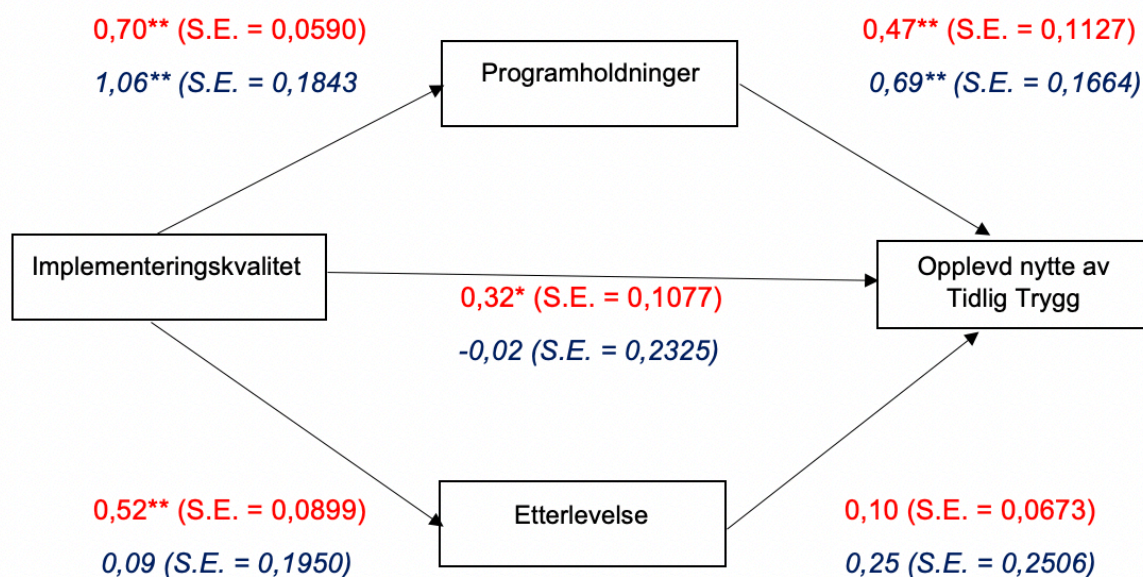 0,70** (S.E. = 0,0590)
1,06** (S.E. = 0,1843
Programholdninger
0,47** (S.E. = 0,1127)
0,69** (S.E. = 0,1664)
Implementeringskvalitet
0,32* (S.E. = 0,1077)
-0,02 (S.E. = 0,2325)
Opplevd nytte av
Tidlig Trygg
0,52** (S.E. = 0,0899)
0,09 (S.E. = 0,1950)
Etterlevelse
0,10 (S.E. = 0,0673)
0,25 (S.E. = 0,2506)